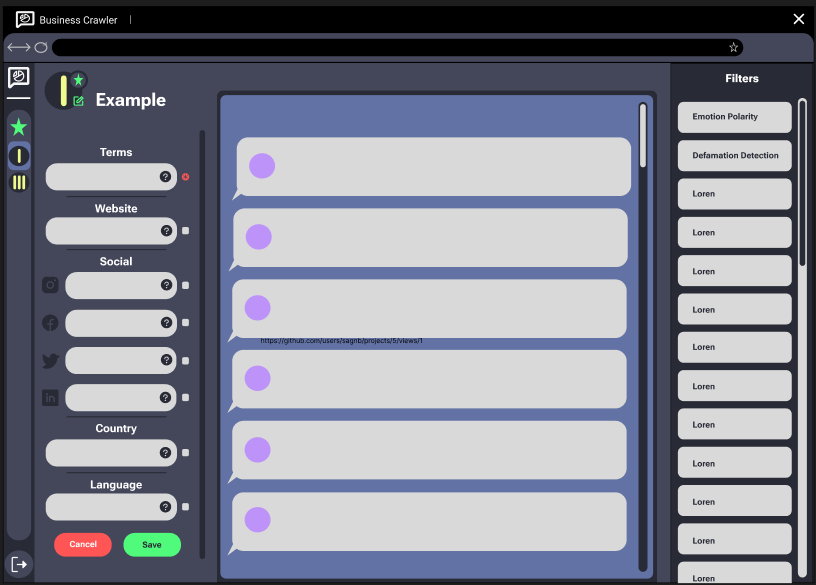 Business Crawler
Example
Terms
?
Website
?
Social
?
?
?
in
?
Country
?
Language
?
Cancel
Save
https://github.com/users/sagnb/projects/5/views/1
Filters
Emotion Polarity
Defamation Detection
Loren
Loren
Loren
Loren
Loren
Loren
Loren
Loren
Loren
Loren
Loren